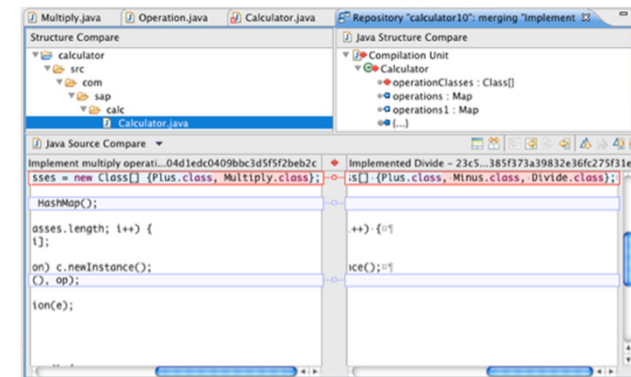 Multiply.java Operation.java Calculator.java Repository "calculator10": merging "Implement
Structure Compare
Java Structure Compare
calculator
src
com
sap
calc
Calculator.java
Compilation Unit
Calculator
operationClasses : Class[]
operations : Map
operations1 : Map
{...}
Java Source Compare
Implement multiply operati...04d1edc0409bbc3d5f5f2beb2c
Implemented Divide - 23c5...385f373a39832e36fc275f31e
sses = new Class[] {Plus.class, Multiply.class};
s[] {Plus.class, Minus.class, Divide.class};
HashMap();
asses.length; i++) {
.++) {
i];
on) c.newInstance();
nce();
(), op);
ion(e);